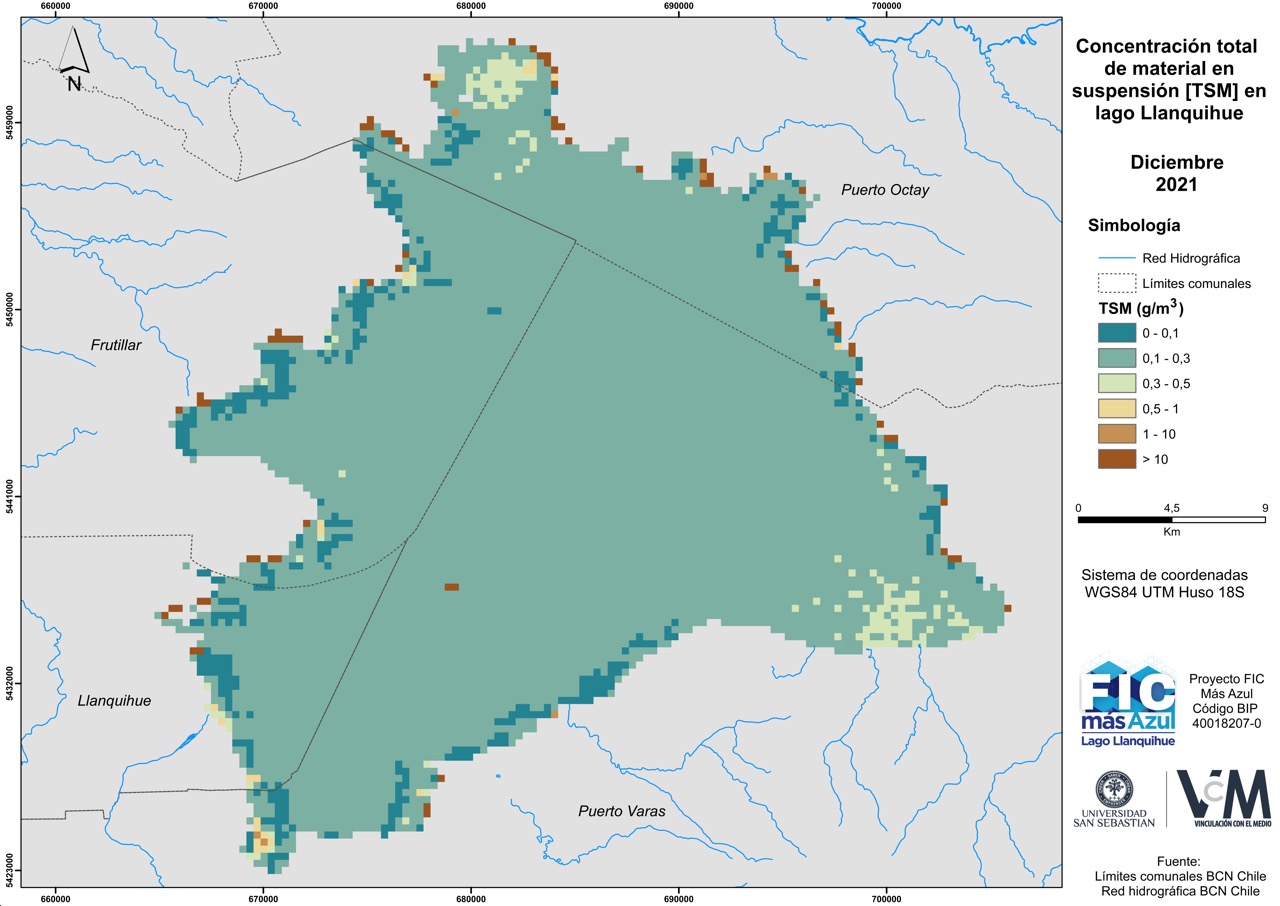 660000
670000
680000
690000
700000
N
5459000
5450000
5441000
5432000
5423000
Puerto Octay
Frutillar
Llanquihue
Puerto Varas
660000
670000
680000
690000
700000
Concentración total
de material en
suspensión [TSM] en
lago Llanquihue
Diciembre
2021
Simbología
Red Hidrográfica
Límites comunales
TSM (g/m3)
0 - 0,1
0,1 - 0,3
0,3 - 0,5
0,5 - 1
1 - 10
> 10
0
4,5
9
Km
Sistema de coordenadas
WGS84 UTM Huso 18S
FIC
más Azul
Lago Llanquihue
Proyecto FIC
Más Azul
Código BIP
40018207-0
UNIVERSIDAD
SAN SEBASTIAN
VCM
VINCULACIÓN CON EL MEDIO
Fuente:
Límites comunales BCN Chile
Red hidrográfica BCN Chile